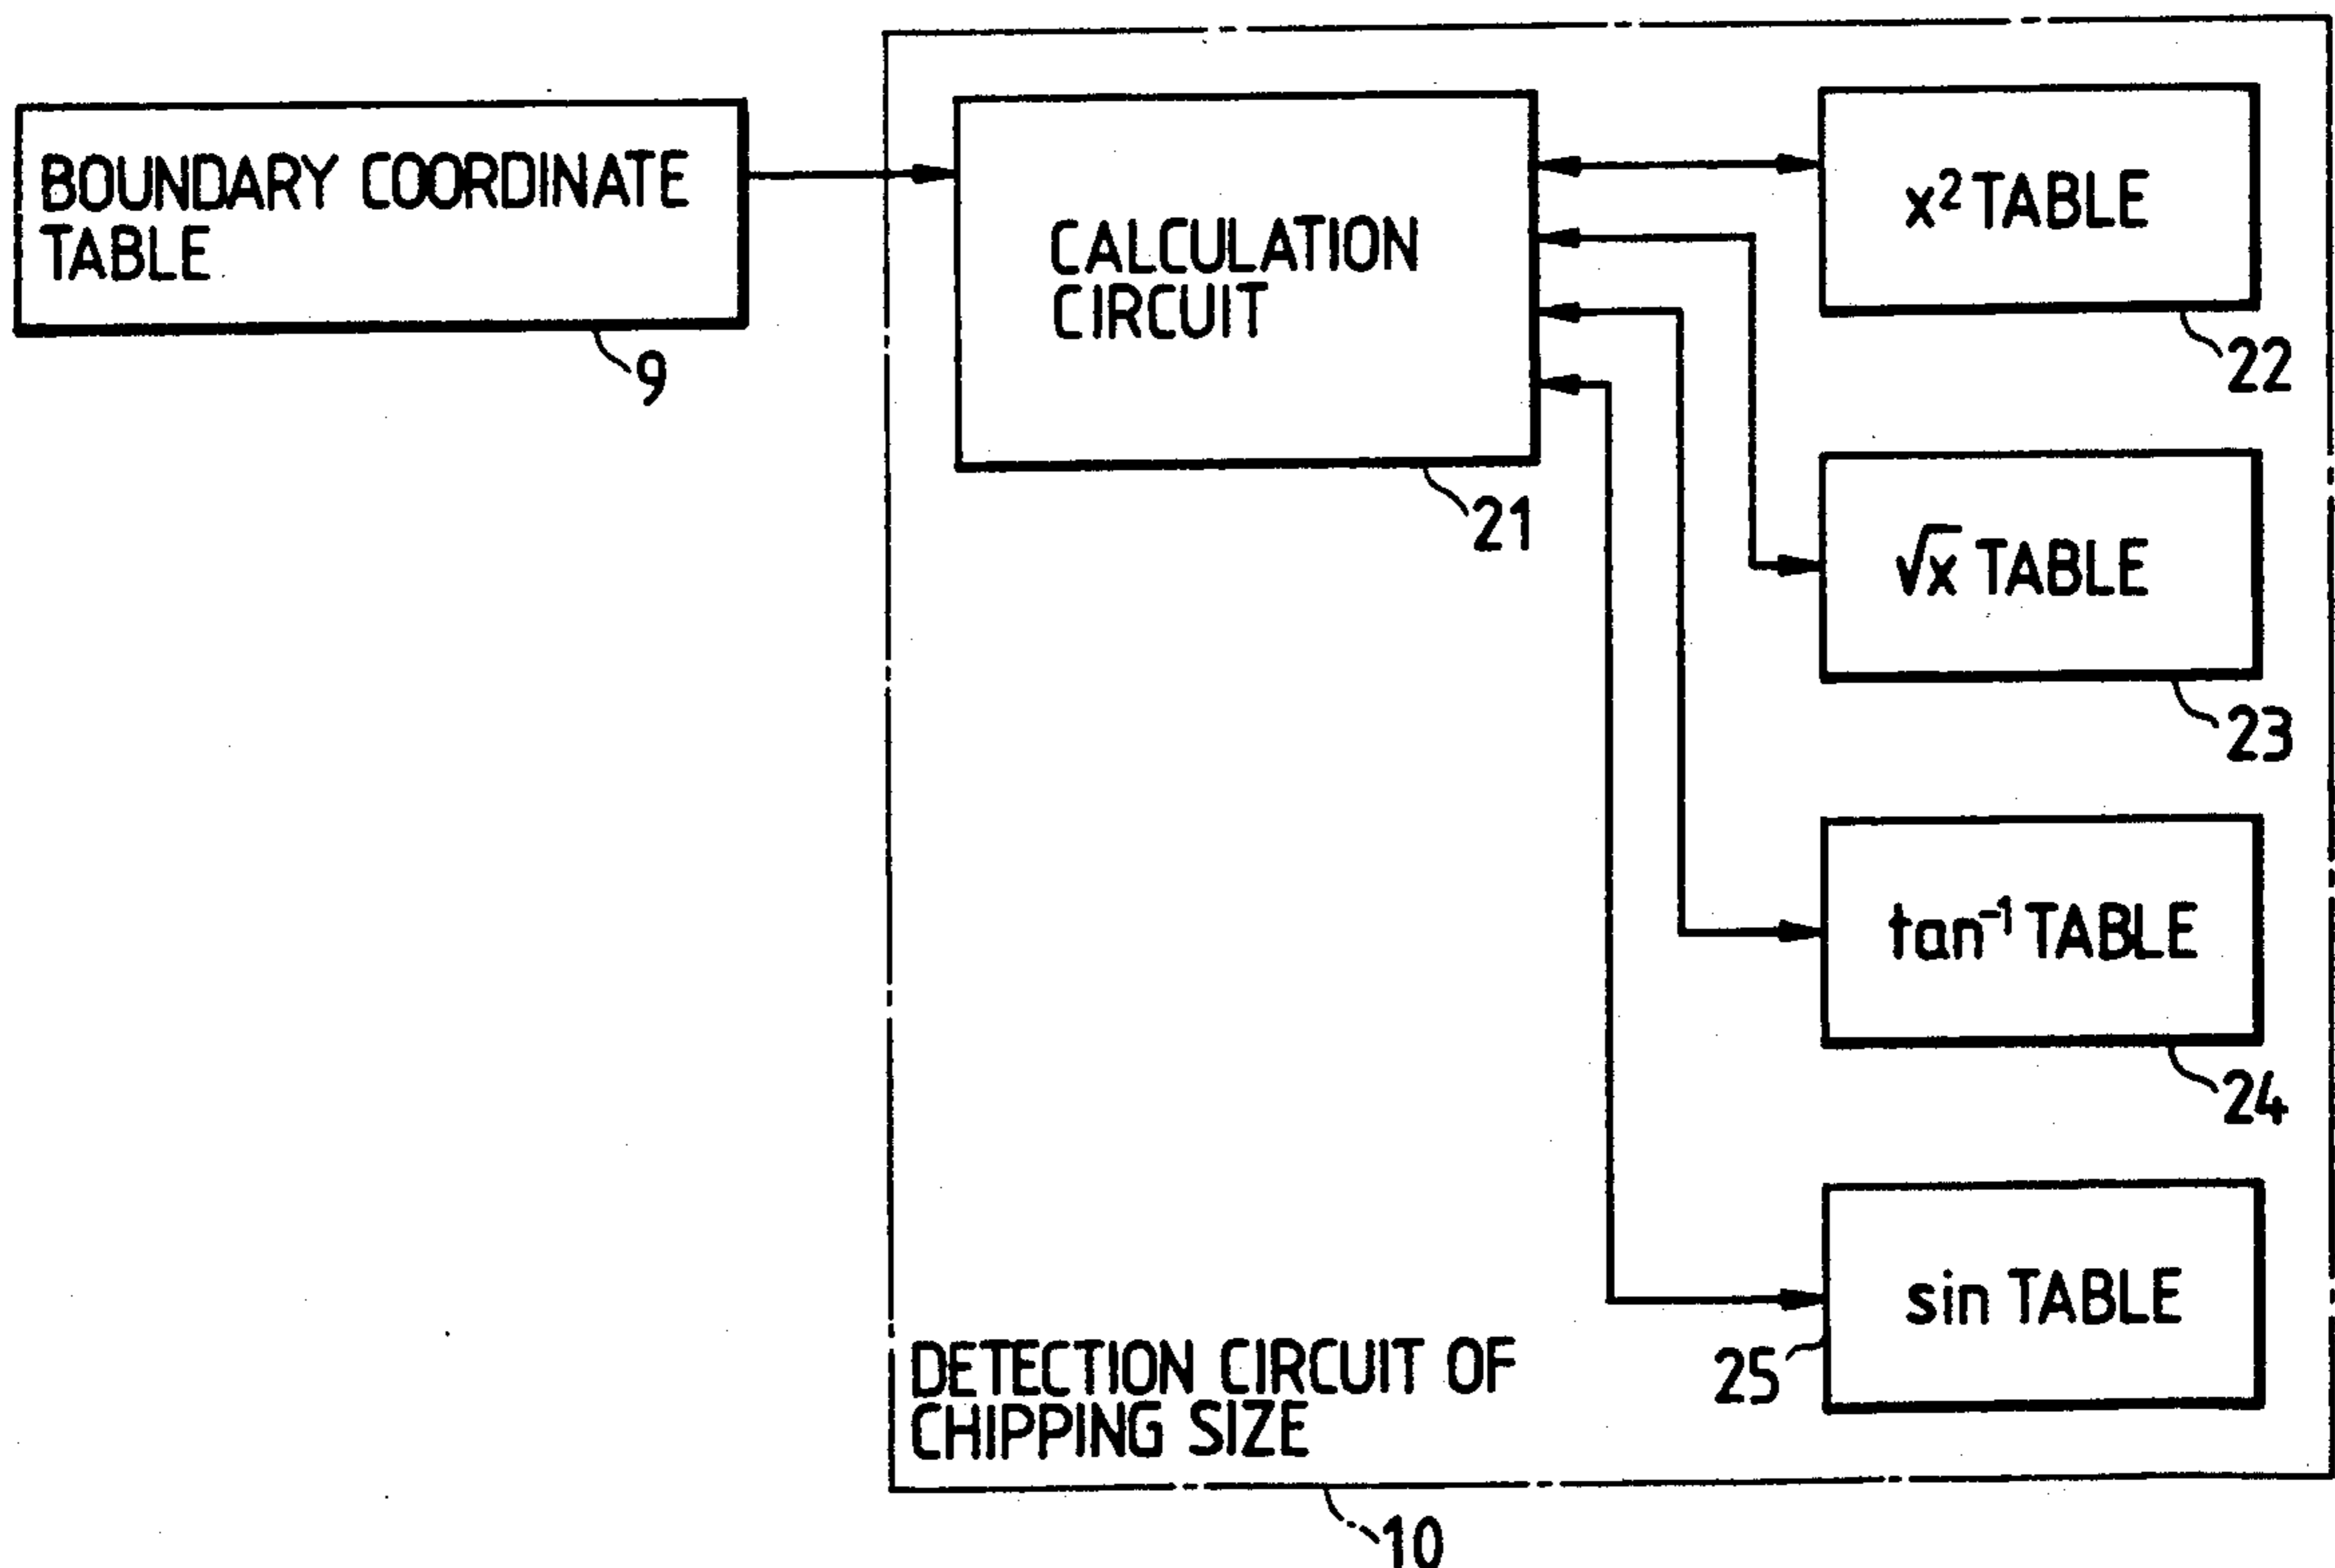 BOUNDARY COORDINATE
TABLE
9
CALCULATION
CIRCUIT
21
x² TABLE
22
√x TABLE
23
tan⁻¹ TABLE
24
sin TABLE
25
DETECTION CIRCUIT OF
CHIPPING SIZE
10